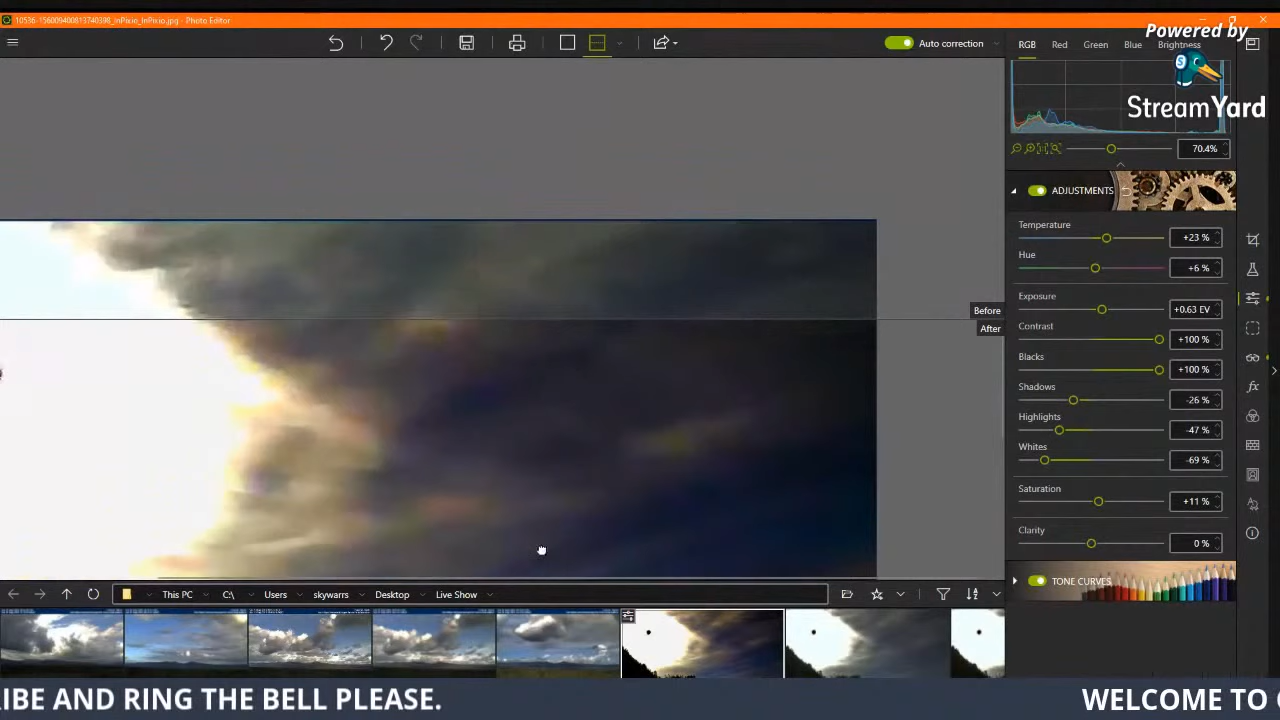 10536-156009400813740398_InPixio_InPixio.jpg - Photo Editor
Powered by
StreamYard
Auto correction
RGB Red Green Blue Brightness
70.4%
ADJUSTMENTS
Temperature
+23 %
Hue
+6 %
Before
After
Exposure
+0.63 EV
Contrast
+100 %
Blacks
+100 %
Shadows
-26 %
Highlights
-47 %
Whites
-69 %
Saturation
+11 %
Clarity
0 %
TONE CURVES
This PC C:\ Users skywarrs Desktop Live Show
IBE AND RING THE BELL PLEASE. WELCOME TO